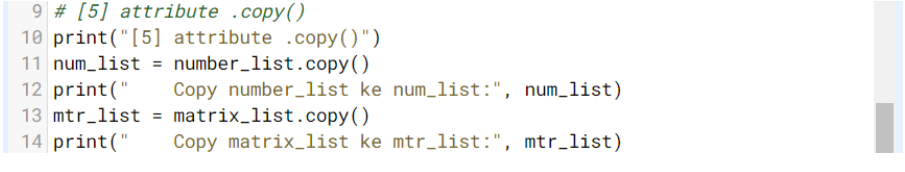 9 # [5] attribute .copy()
10 print("[5] attribute .copy()")
11 num_list = number_list.copy()
12 print("    Copy number_list ke num_list:", num_list)
13 mtr_list = matrix_list.copy()
14 print("    Copy matrix_list ke mtr_list:", mtr_list)